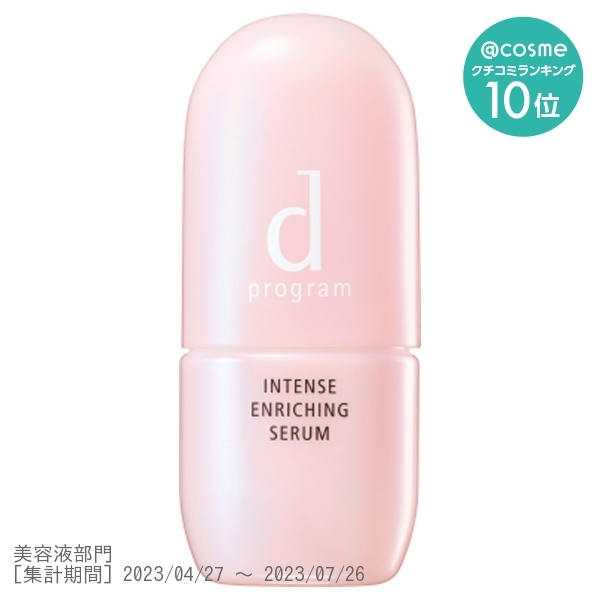 @cosme
クチコミランキング
10位
d
program
INTENSE
ENRICHING
SERUM
美容液部門
[集計期間] 2023/04/27 ～ 2023/07/26